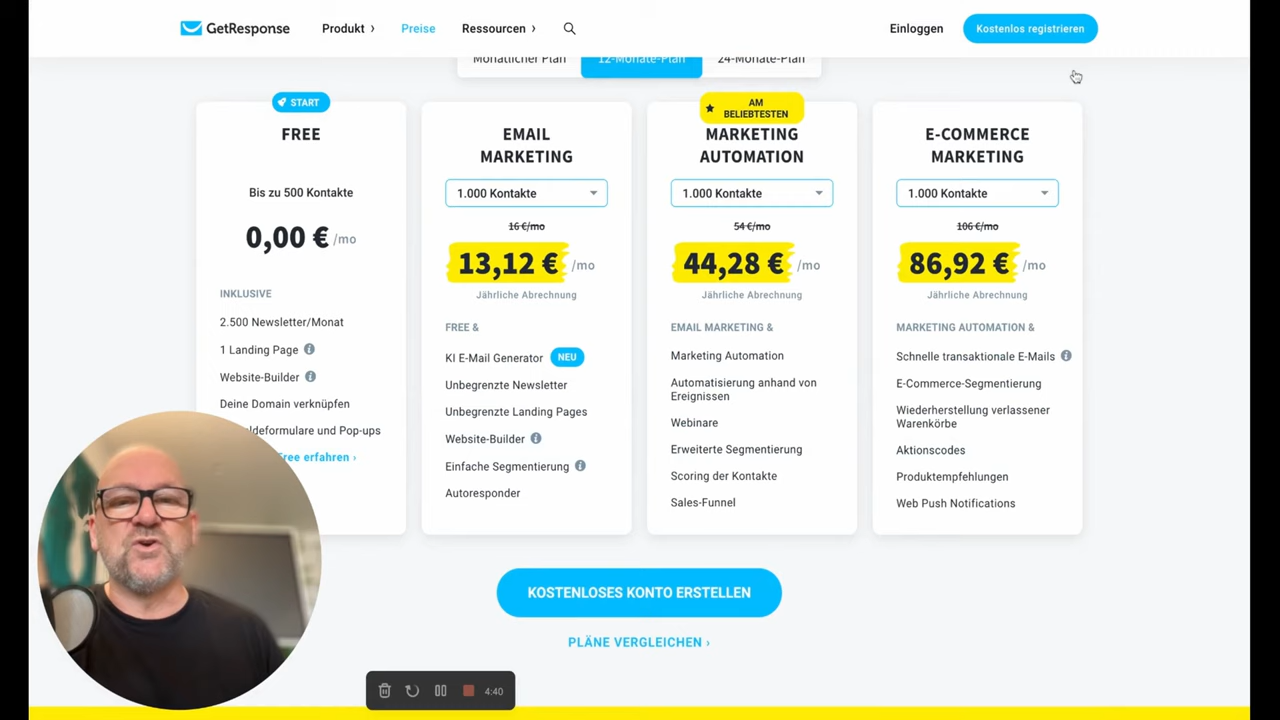 GetResponse
Produkt ›
Preise
Ressourcen ›
Einloggen
Kostenlos registrieren
Monatlicher Plan
12-Monate-Plan
24-Monate-Plan
START
FREE
Bis zu 500 Kontakte
0,00 € /mo
INKLUSIVE
2.500 Newsletter/Monat
1 Landing Page
Website-Builder
Deine Domain verknüpfen
ldeformulare und Pop-ups
Free erfahren ›
EMAIL
MARKETING
1.000 Kontakte
16 €/mo
13,12 € /mo
Jährliche Abrechnung
FREE &
KI E-Mail Generator NEU
Unbegrenzte Newsletter
Unbegrenzte Landing Pages
Website-Builder
Einfache Segmentierung
Autoresponder
AM
BELIEBTESTEN
MARKETING
AUTOMATION
1.000 Kontakte
54 €/mo
44,28 € /mo
Jährliche Abrechnung
EMAIL MARKETING &
Marketing Automation
Automatisierung anhand von
Ereignissen
Webinare
Erweiterte Segmentierung
Scoring der Kontakte
Sales-Funnel
E-COMMERCE
MARKETING
1.000 Kontakte
106 €/mo
86,92 € /mo
Jährliche Abrechnung
MARKETING AUTOMATION &
Schnelle transaktionale E-Mails
E-Commerce-Segmentierung
Wiederherstellung verlassener
Warenkörbe
Aktionscodes
Produktempfehlungen
Web Push Notifications
KOSTENLOSES KONTO ERSTELLEN
PLÄNE VERGLEICHEN ›
4:40